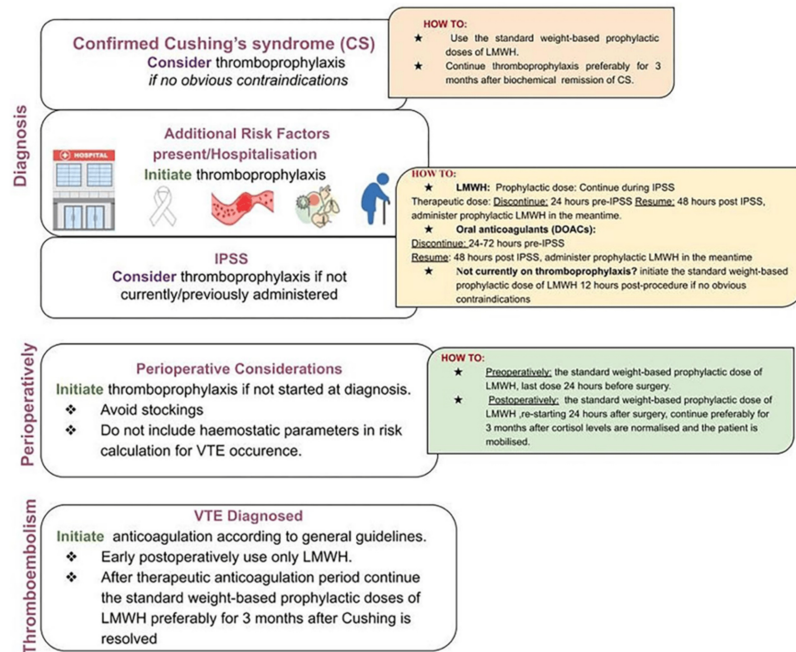 Diagnosis
Confirmed Cushing's syndrome (CS)
Consider thromboprophylaxis
if no obvious contraindications
HOW TO:
★ Use the standard weight-based prophylactic
doses of LMWH.
★ Continue thromboprophylaxis preferably for 3
months after biochemical remission of CS.
Additional Risk Factors
present/Hospitalisation
Initiate thromboprophylaxis
HOSPITAL
IPSS
Consider thromboprophylaxis if not
currently/previously administered
HOW TO:
★ LMWH: Prophylactic dose: Continue during IPSS
Therapeutic dose: Discontinue: 24 hours pre-IPSS Resume: 48 hours post IPSS,
administer prophylactic LMWH in the meantime.
★ Oral anticoagulants (DOACs):
Discontinue: 24-72 hours pre-IPSS
Resume: 48 hours post IPSS, administer prophylactic LMWH in the meantime
★ Not currently on thromboprophylaxis? initiate the standard weight-based
prophylactic dose of LMWH 12 hours post-procedure if no obvious
contraindications
Perioperatively
Perioperative Considerations
Initiate thromboprophylaxis if not started at diagnosis.
❖ Avoid stockings
❖ Do not include haemostatic parameters in risk
calculation for VTE occurence.
HOW TO:
★ Preoperatively: the standard weight-based prophylactic dose of
LMWH, last dose 24 hours before surgery.
★ Postoperatively: the standard weight-based prophylactic dose of
LMWH ,re-starting 24 hours after surgery, continue preferably for
3 months after cortisol levels are normalised and the patient is
mobilised.
Thromboembolism
VTE Diagnosed
Initiate anticoagulation according to general guidelines.
❖ Early postoperatively use only LMWH.
❖ After therapeutic anticoagulation period continue
the standard weight-based prophylactic doses of
LMWH preferably for 3 months after Cushing is
resolved